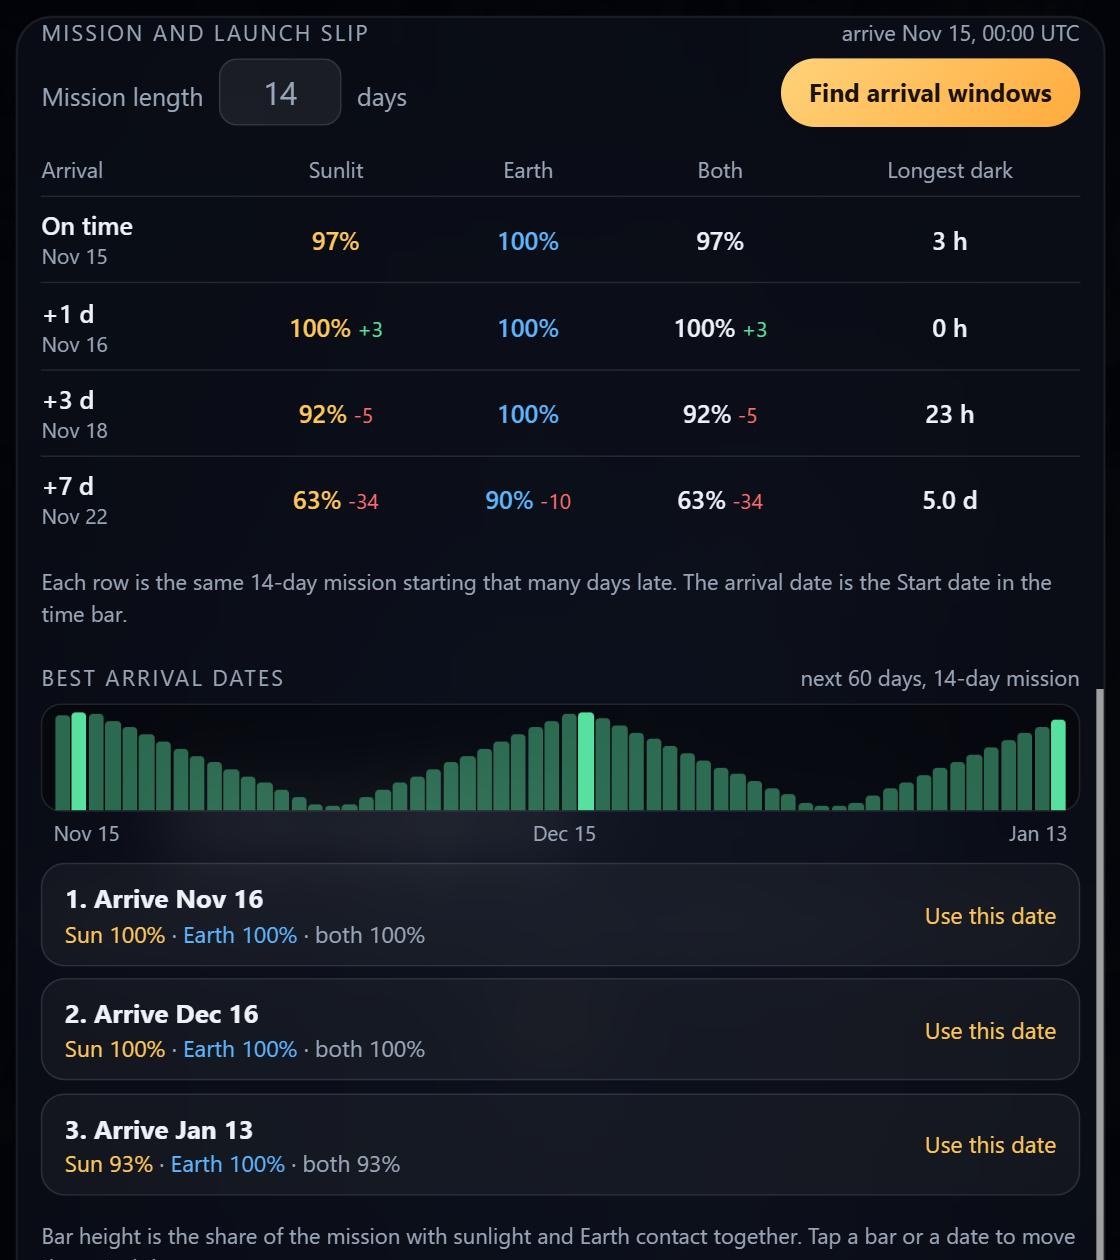 MISSION AND LAUNCH SLIP
arrive Nov 15, 00:00 UTC
Mission length 14 days
Find arrival windows
Arrival Sunlit Earth Both Longest dark
On time
Nov 15
97% 100% 97% 3 h
+1 d
Nov 16
100% +3 100% 100% +3 0 h
+3 d
Nov 18
92% -5 100% 92% -5 23 h
+7 d
Nov 22
63% -34 90% -10 63% -34 5.0 d
Each row is the same 14-day mission starting that many days late. The arrival date is the Start date in the
time bar.
BEST ARRIVAL DATES
next 60 days, 14-day mission
Nov 15 Dec 15 Jan 13
1. Arrive Nov 16
Sun 100% · Earth 100% · both 100%
Use this date
2. Arrive Dec 16
Sun 100% · Earth 100% · both 100%
Use this date
3. Arrive Jan 13
Sun 93% · Earth 100% · both 93%
Use this date
Bar height is the share of the mission with sunlight and Earth contact together. Tap a bar or a date to move